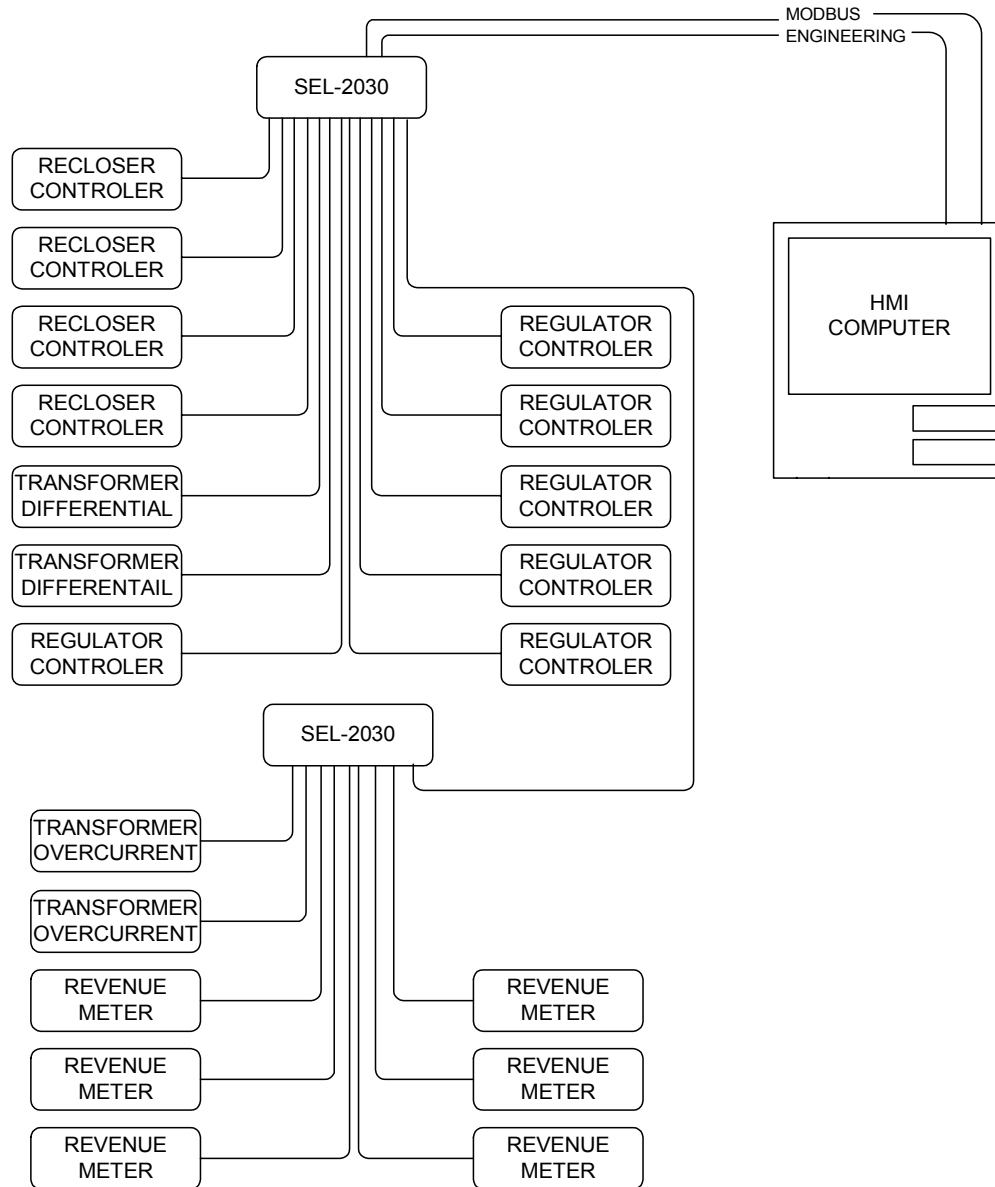 MODBUS
ENGINEERING
SEL-2030
RECLOSER
CONTROLER
RECLOSER
CONTROLER
RECLOSER
CONTROLER
RECLOSER
CONTROLER
TRANSFORMER
DIFFERENTIAL
TRANSFORMER
DIFFERENTAIL
REGULATOR
CONTROLER
REGULATOR
CONTROLER
REGULATOR
CONTROLER
REGULATOR
CONTROLER
REGULATOR
CONTROLER
REGULATOR
CONTROLER
HMI
COMPUTER
SEL-2030
TRANSFORMER
OVERCURRENT
TRANSFORMER
OVERCURRENT
REVENUE
METER
REVENUE
METER
REVENUE
METER
REVENUE
METER
REVENUE
METER
REVENUE
METER